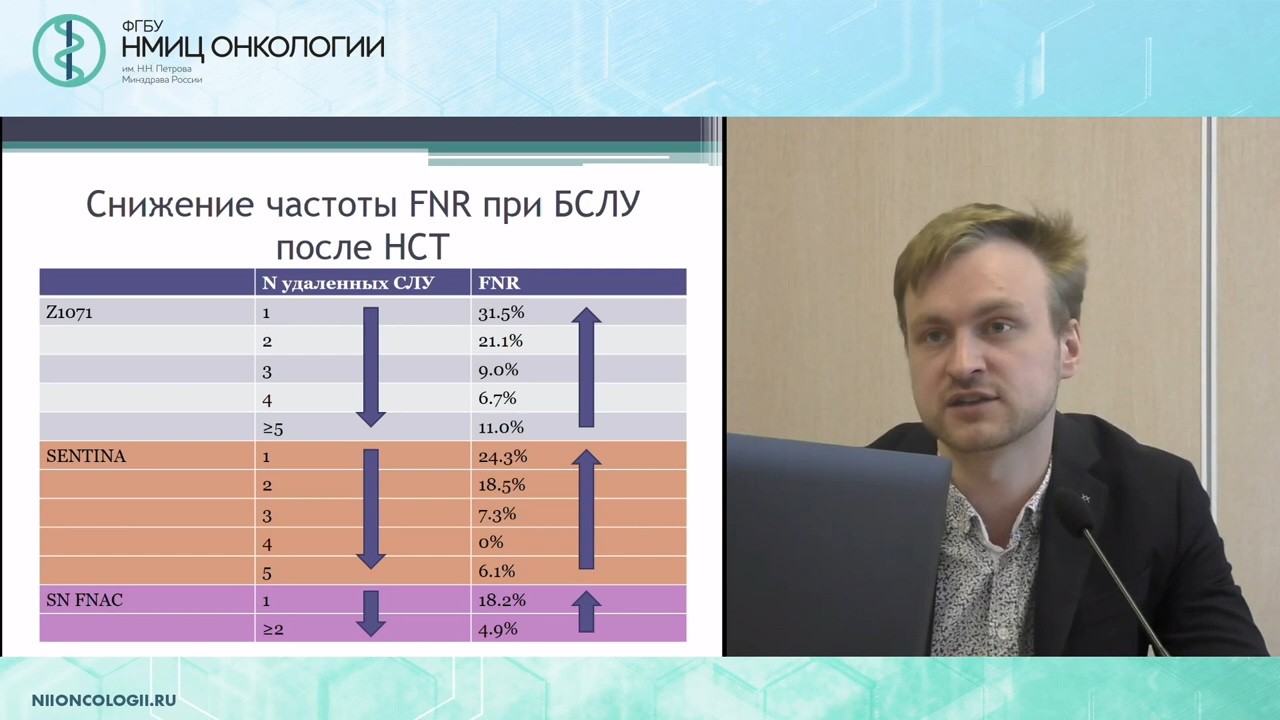 ФГБУ
НМИЦ ОНКОЛОГИИ
им. Н.Н. Петрова
Минздрава России
Снижение частоты FNR при БСЛУ
после НСТ
N удаленных СЛУ FNR
Z1071 1 31.5%
2 21.1%
3 9.0%
4 6.7%
≥5 11.0%
SENTINA 1 24.3%
2 18.5%
3 7.3%
4 0%
5 6.1%
SN FNAC 1 18.2%
≥2 4.9%
NIIONCOLOGII.RU